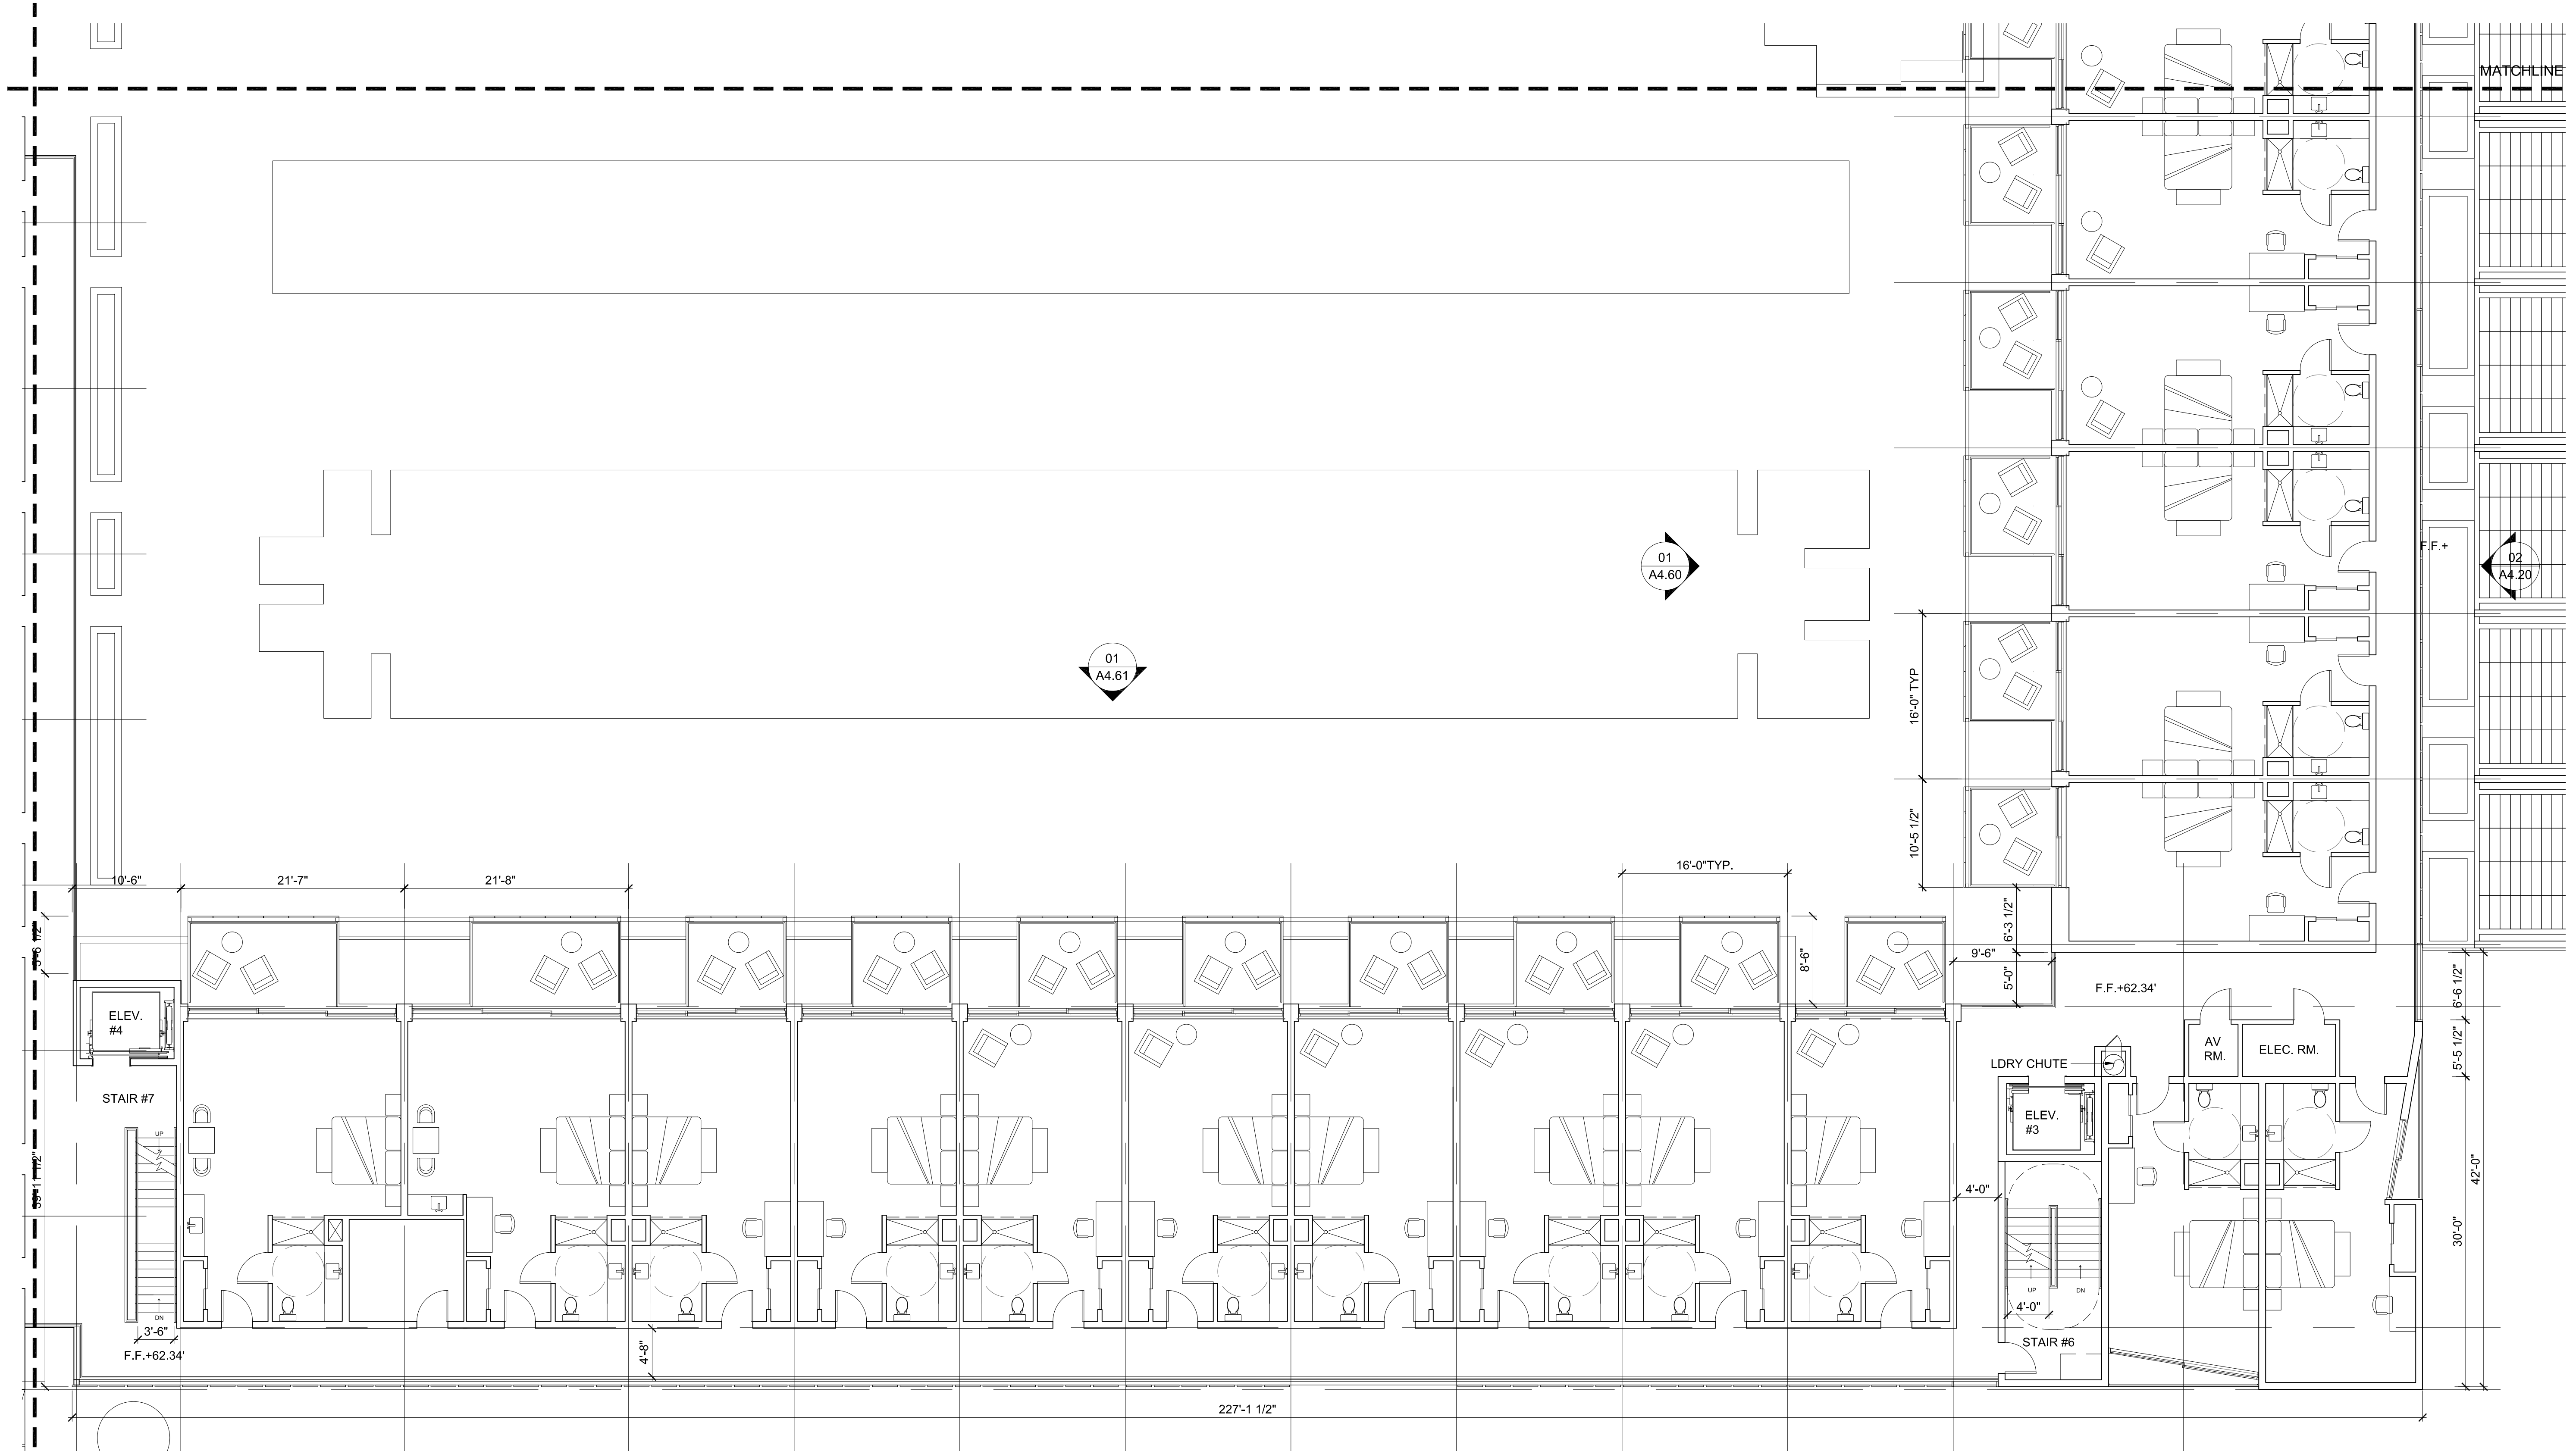 MATCHLINE
01
A4.60
F.F.+
02
A4.20
01
A4.61
16'-0" TYP
10'-5 1/2"
16'-0"TYP.
10'-6"
21'-7"
21'-8"
8'-6"
6'-3 1/2"
9'-6"
5'-0"
F.F.+62.34'
6'-6 1/2"
ELEV.
#4
AV
RM.
ELEC. RM.
5'-5 1/2"
LDRY CHUTE
STAIR #7
ELEV.
#3
UP
42'-0"
4'-0"
30'-0"
UP
DN
4'-0"
DN
3'-6"
STAIR #6
F.F.+62.34'
4'-8"
227'-1 1/2"